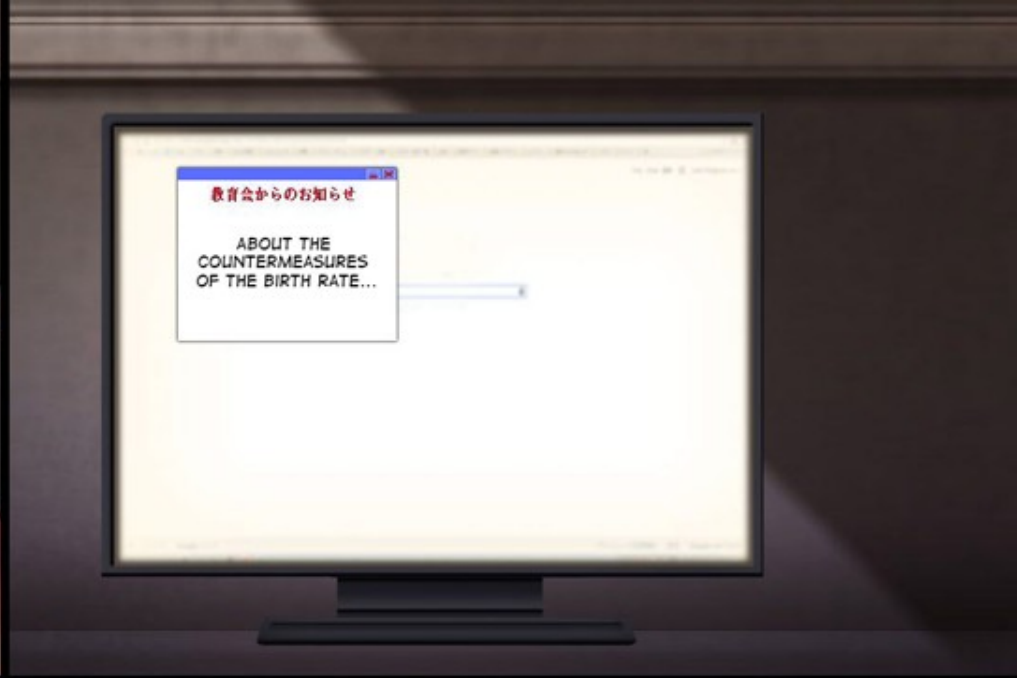 教育会からのお知らせ
ABOUT THE
COUNTERMEASURES
OF THE BIRTH RATE...